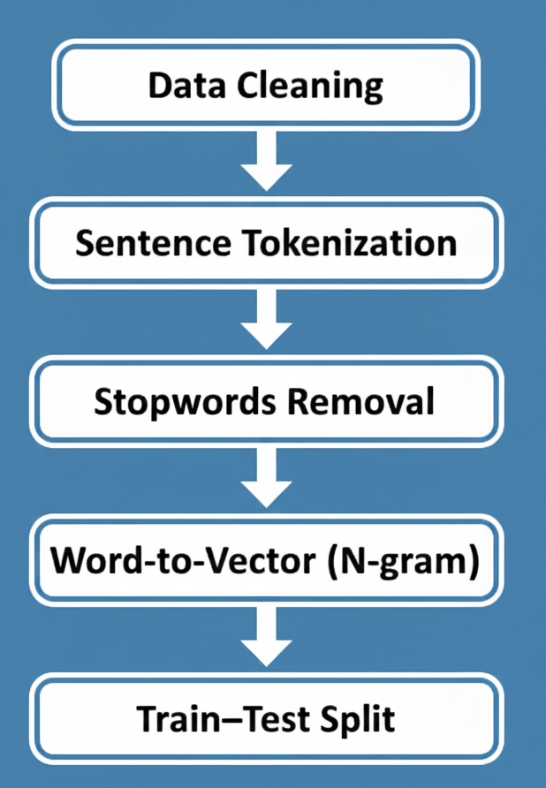 Data Cleaning
Sentence Tokenization
Stopwords Removal
Word-to-Vector (N-gram)
Train–Test Split